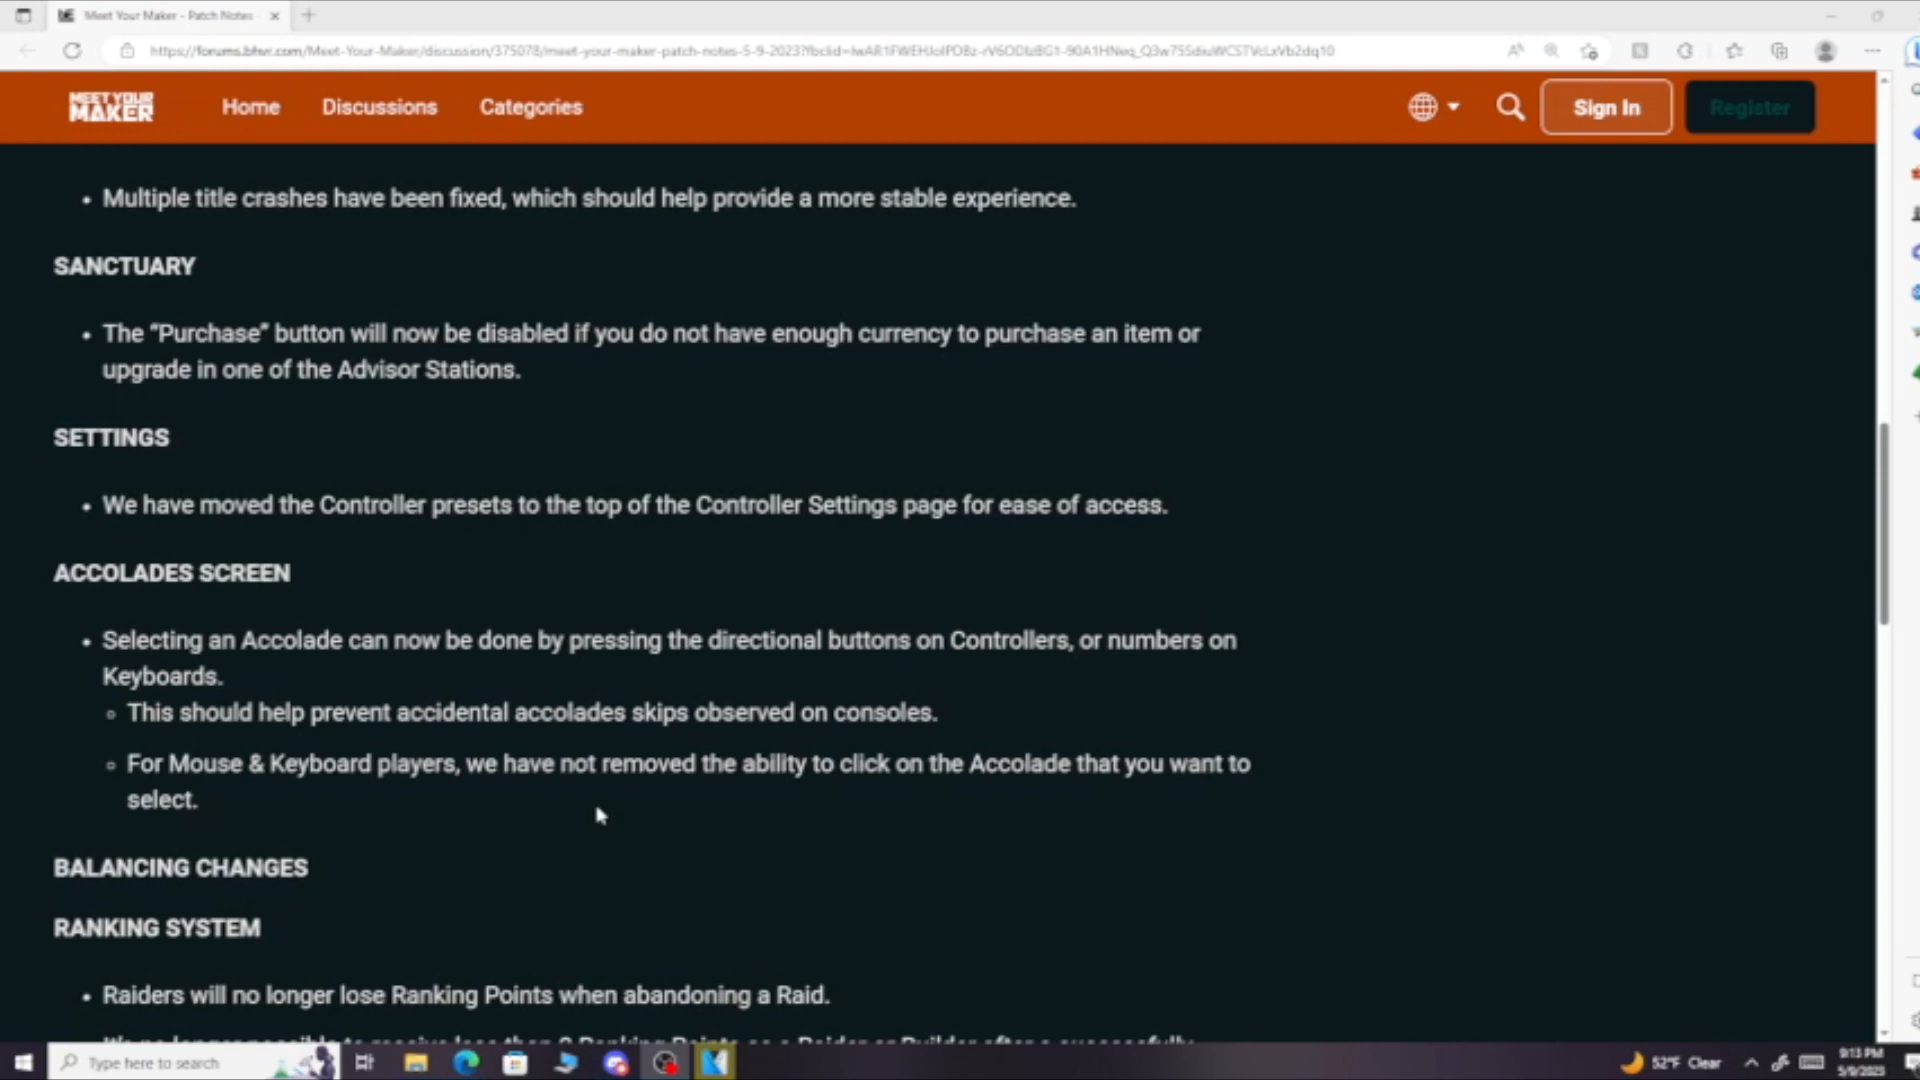 Meet Your Maker - Patch Notes
MEET YOUR
MAKER
Home
Discussions
Categories
Sign In
Register
• Multiple title crashes have been fixed, which should help provide a more stable experience.
SANCTUARY
• The “Purchase” button will now be disabled if you do not have enough currency to purchase an item or
upgrade in one of the Advisor Stations.
SETTINGS
• We have moved the Controller presets to the top of the Controller Settings page for ease of access.
ACCOLADES SCREEN
• Selecting an Accolade can now be done by pressing the directional buttons on Controllers, or numbers on
Keyboards.
◦ This should help prevent accidental accolades skips observed on consoles.
◦ For Mouse & Keyboard players, we have not removed the ability to click on the Accolade that you want to
select.
BALANCING CHANGES
RANKING SYSTEM
• Raiders will no longer lose Ranking Points when abandoning a Raid.
Type here to search
52°F Clear
9:13 PM
5/9/2023